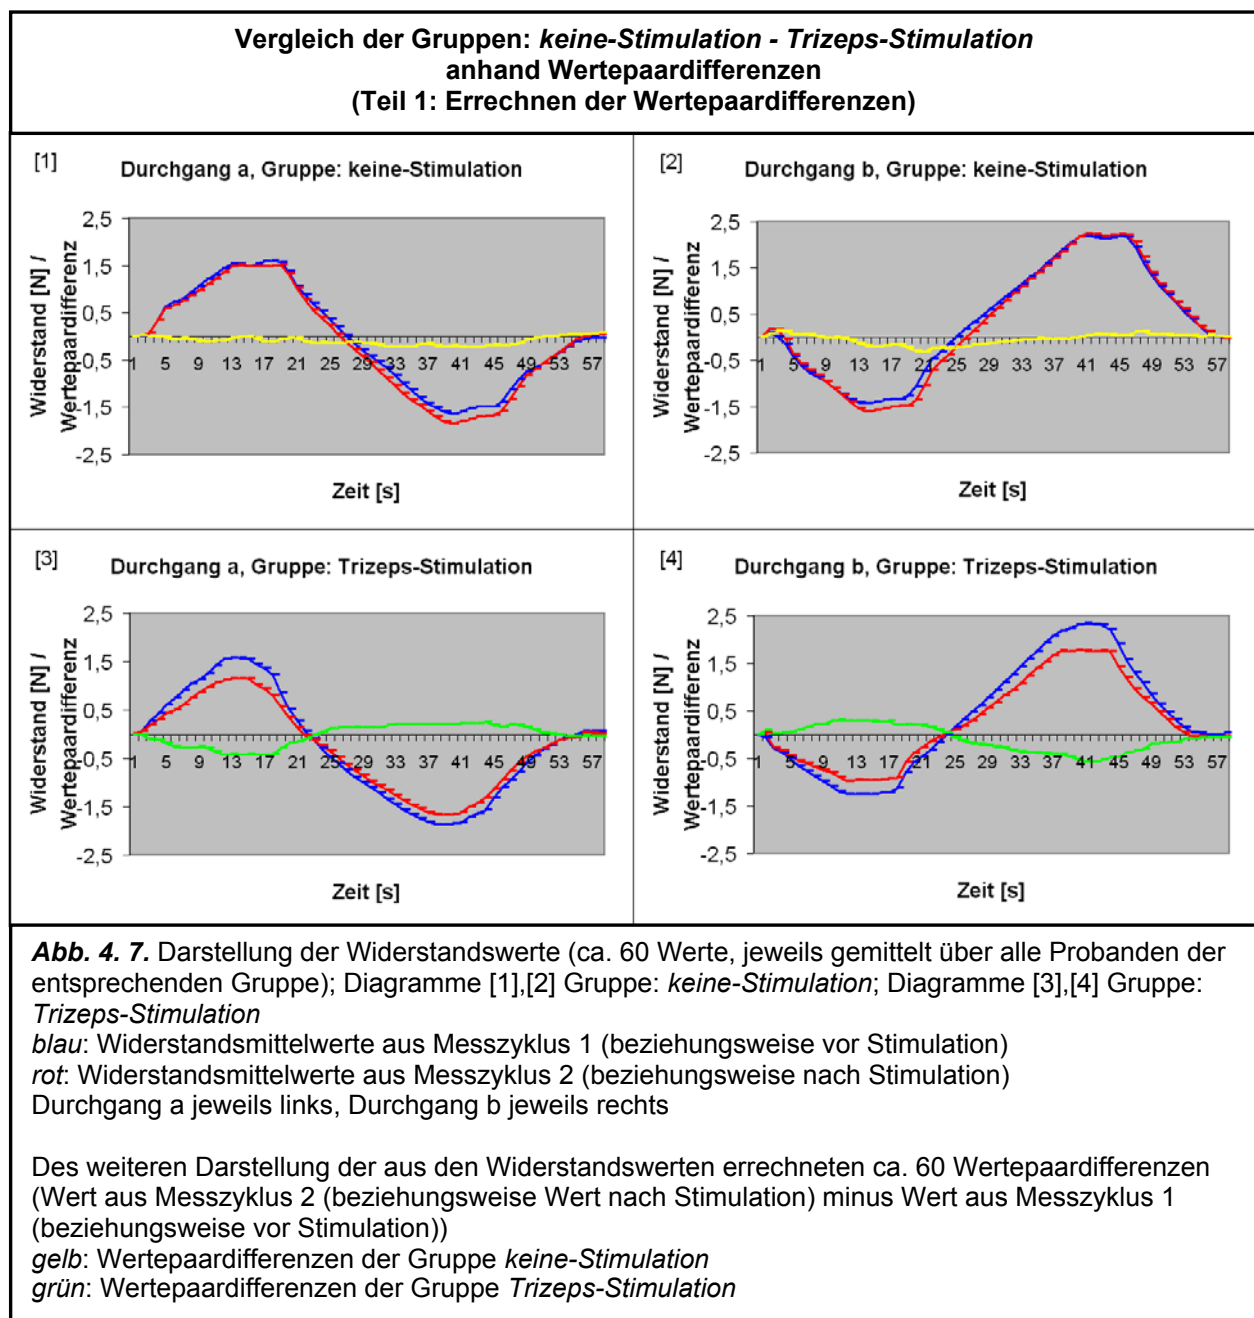 Vergleich der Gruppen: keine-Stimulation - Trizeps-Stimulation
anhand Wertepaardifferenzen
(Teil 1: Errechnen der Wertepaardifferenzen)
[1]
Durchgang a, Gruppe: keine-Stimulation
Widerstand [N] /
Wertepaardifferenz
2,5
1,5
0,5
-0,5
-1,5
-2,5
1 5 9 13 17 21 25 29 33 37 41 45 49 53 57
Zeit [s]
[2]
Durchgang b, Gruppe: keine-Stimulation
Widerstand [N] /
Wertepaardifferenz
2,5
1,5
0,5
-0,5
-1,5
-2,5
1 5 9 13 17 21 25 29 33 37 41 45 49 53 57
Zeit [s]
[3]
Durchgang a, Gruppe: Trizeps-Stimulation
Widerstand [N] /
Wertepaardifferenz
2,5
1,5
0,5
-0,5
-1,5
-2,5
1 5 9 13 17 21 25 29 33 37 41 45 49 53 57
Zeit [s]
[4]
Durchgang b, Gruppe: Trizeps-Stimulation
Widerstand [N] /
Wertepaardifferenz
2,5
1,5
0,5
-0,5
-1,5
-2,5
1 5 9 13 17 21 25 29 33 37 41 45 49 53 57
Zeit [s]
Abb. 4. 7. Darstellung der Widerstandswerte (ca. 60 Werte, jeweils gemittelt über alle Probanden der
entsprechenden Gruppe); Diagramme [1],[2] Gruppe: keine-Stimulation; Diagramme [3],[4] Gruppe:
Trizeps-Stimulation
blau: Widerstandsmittelwerte aus Messzyklus 1 (beziehungsweise vor Stimulation)
rot: Widerstandsmittelwerte aus Messzyklus 2 (beziehungsweise nach Stimulation)
Durchgang a jeweils links, Durchgang b jeweils rechts
Des weiteren Darstellung der aus den Widerstandswerten errechneten ca. 60 Wertepaardifferenzen
(Wert aus Messzyklus 2 (beziehungsweise Wert nach Stimulation) minus Wert aus Messzyklus 1
(beziehungsweise vor Stimulation))
gelb: Wertepaardifferenzen der Gruppe keine-Stimulation
grün: Wertepaardifferenzen der Gruppe Trizeps-Stimulation